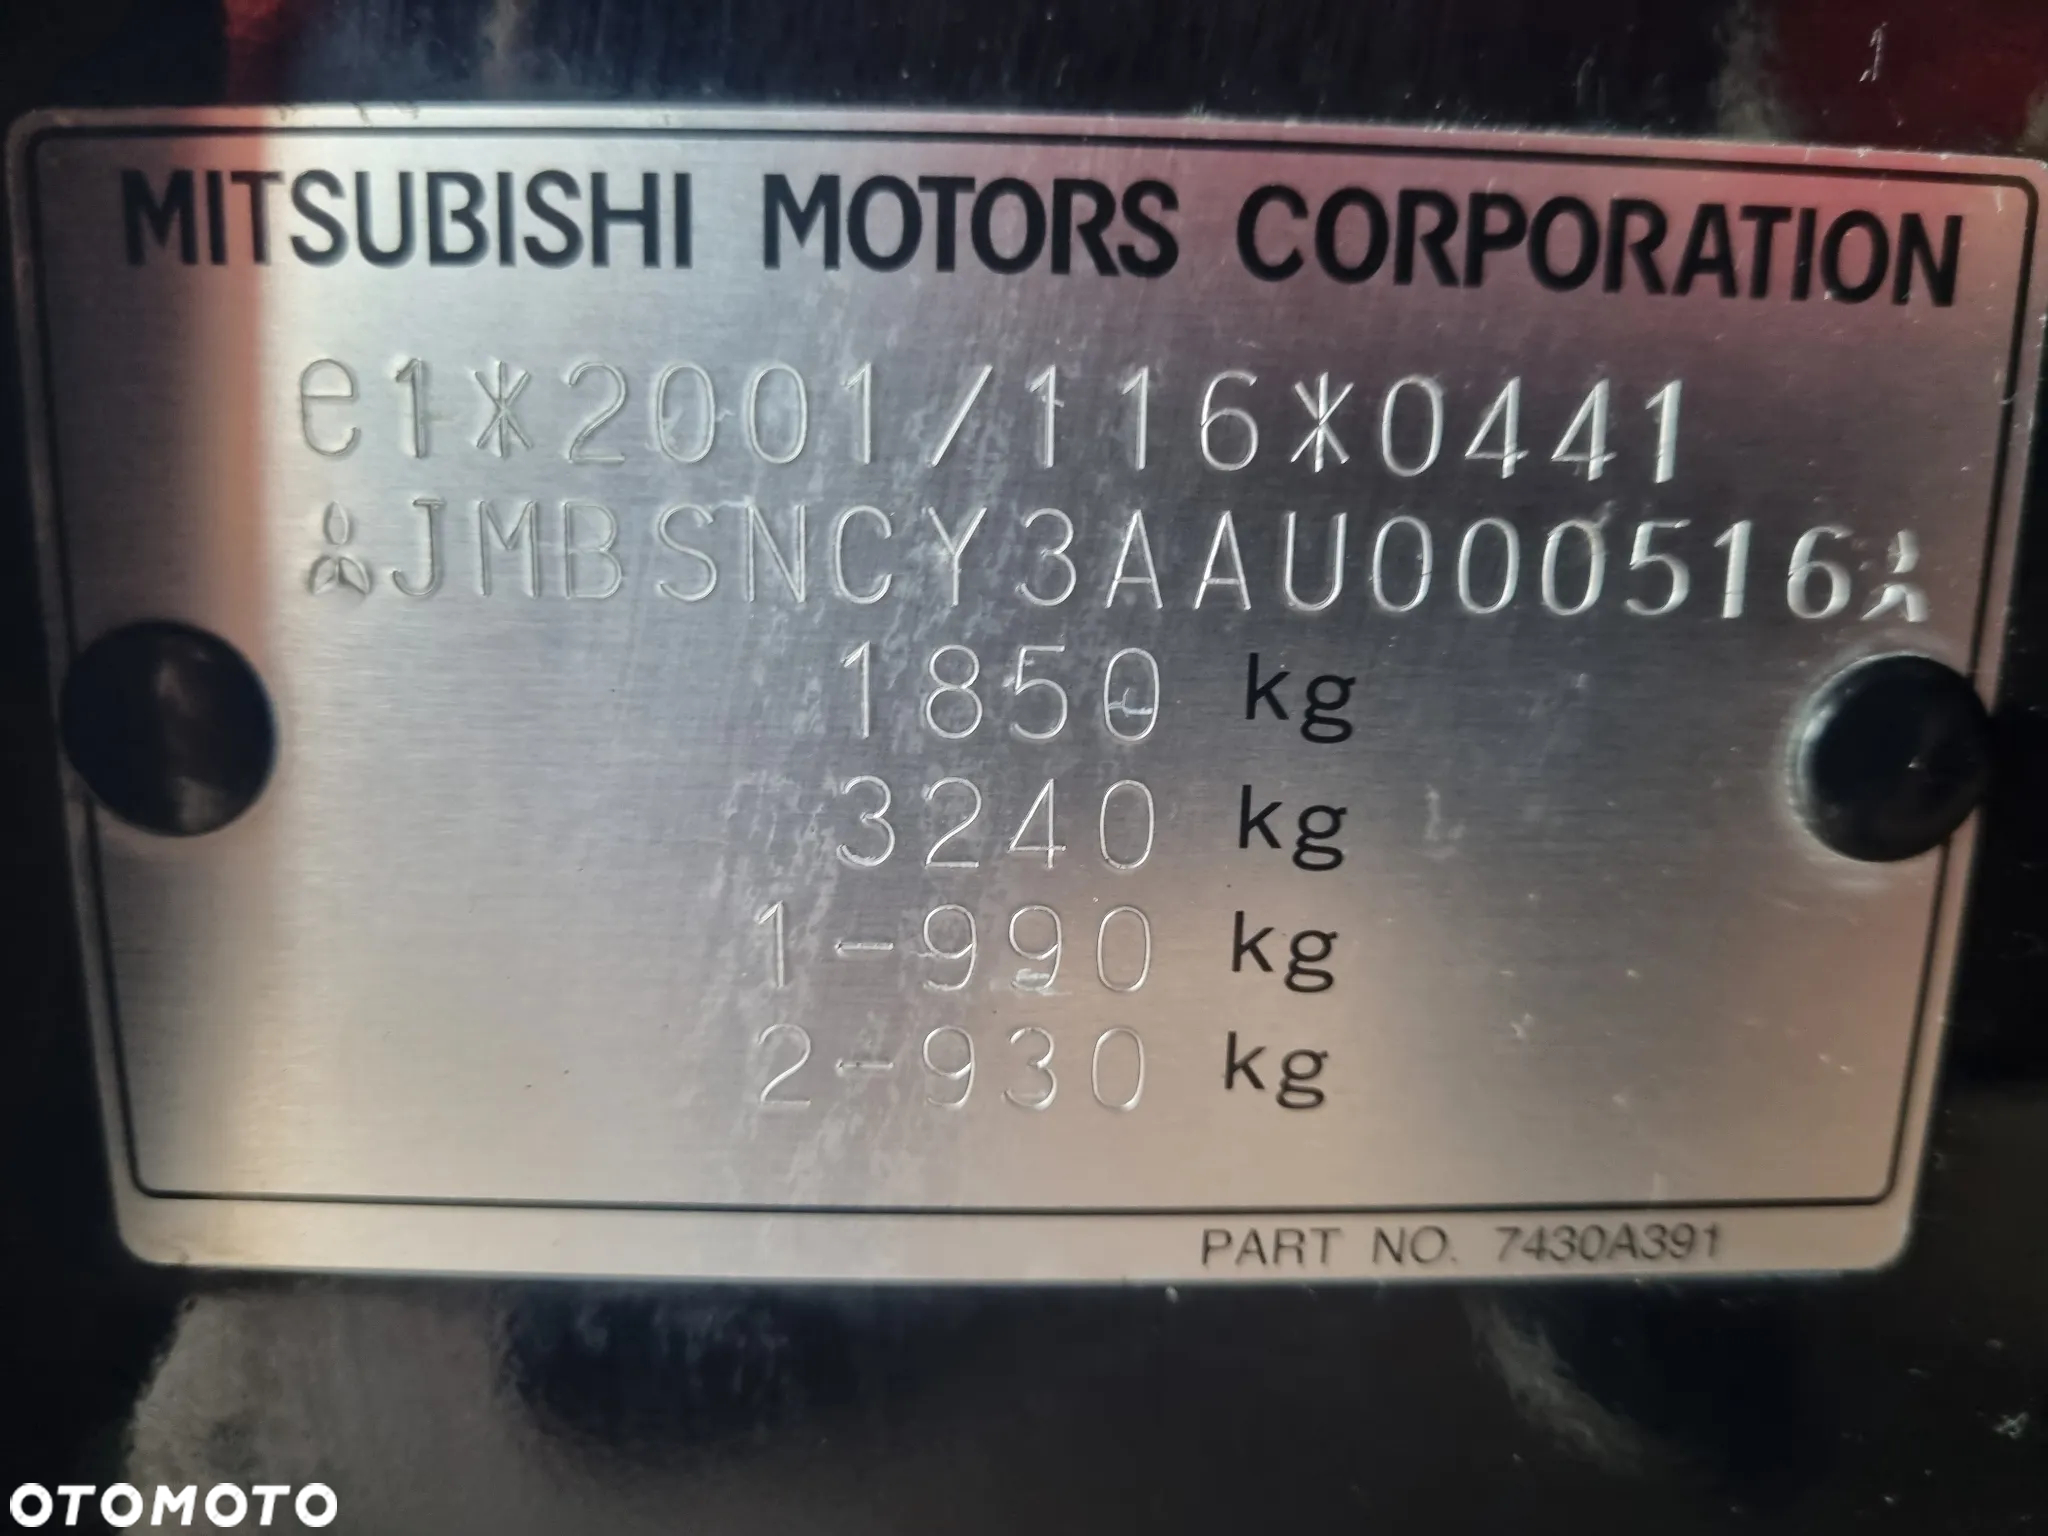 MITSUBISHI MOTORS CORPORATION
e1*2001/116*0441
JMBSNCY3AAU000516
1850 kg
3240 kg
1-990 kg
2-930 kg
PART NO. 7430A391
OTOMOTO